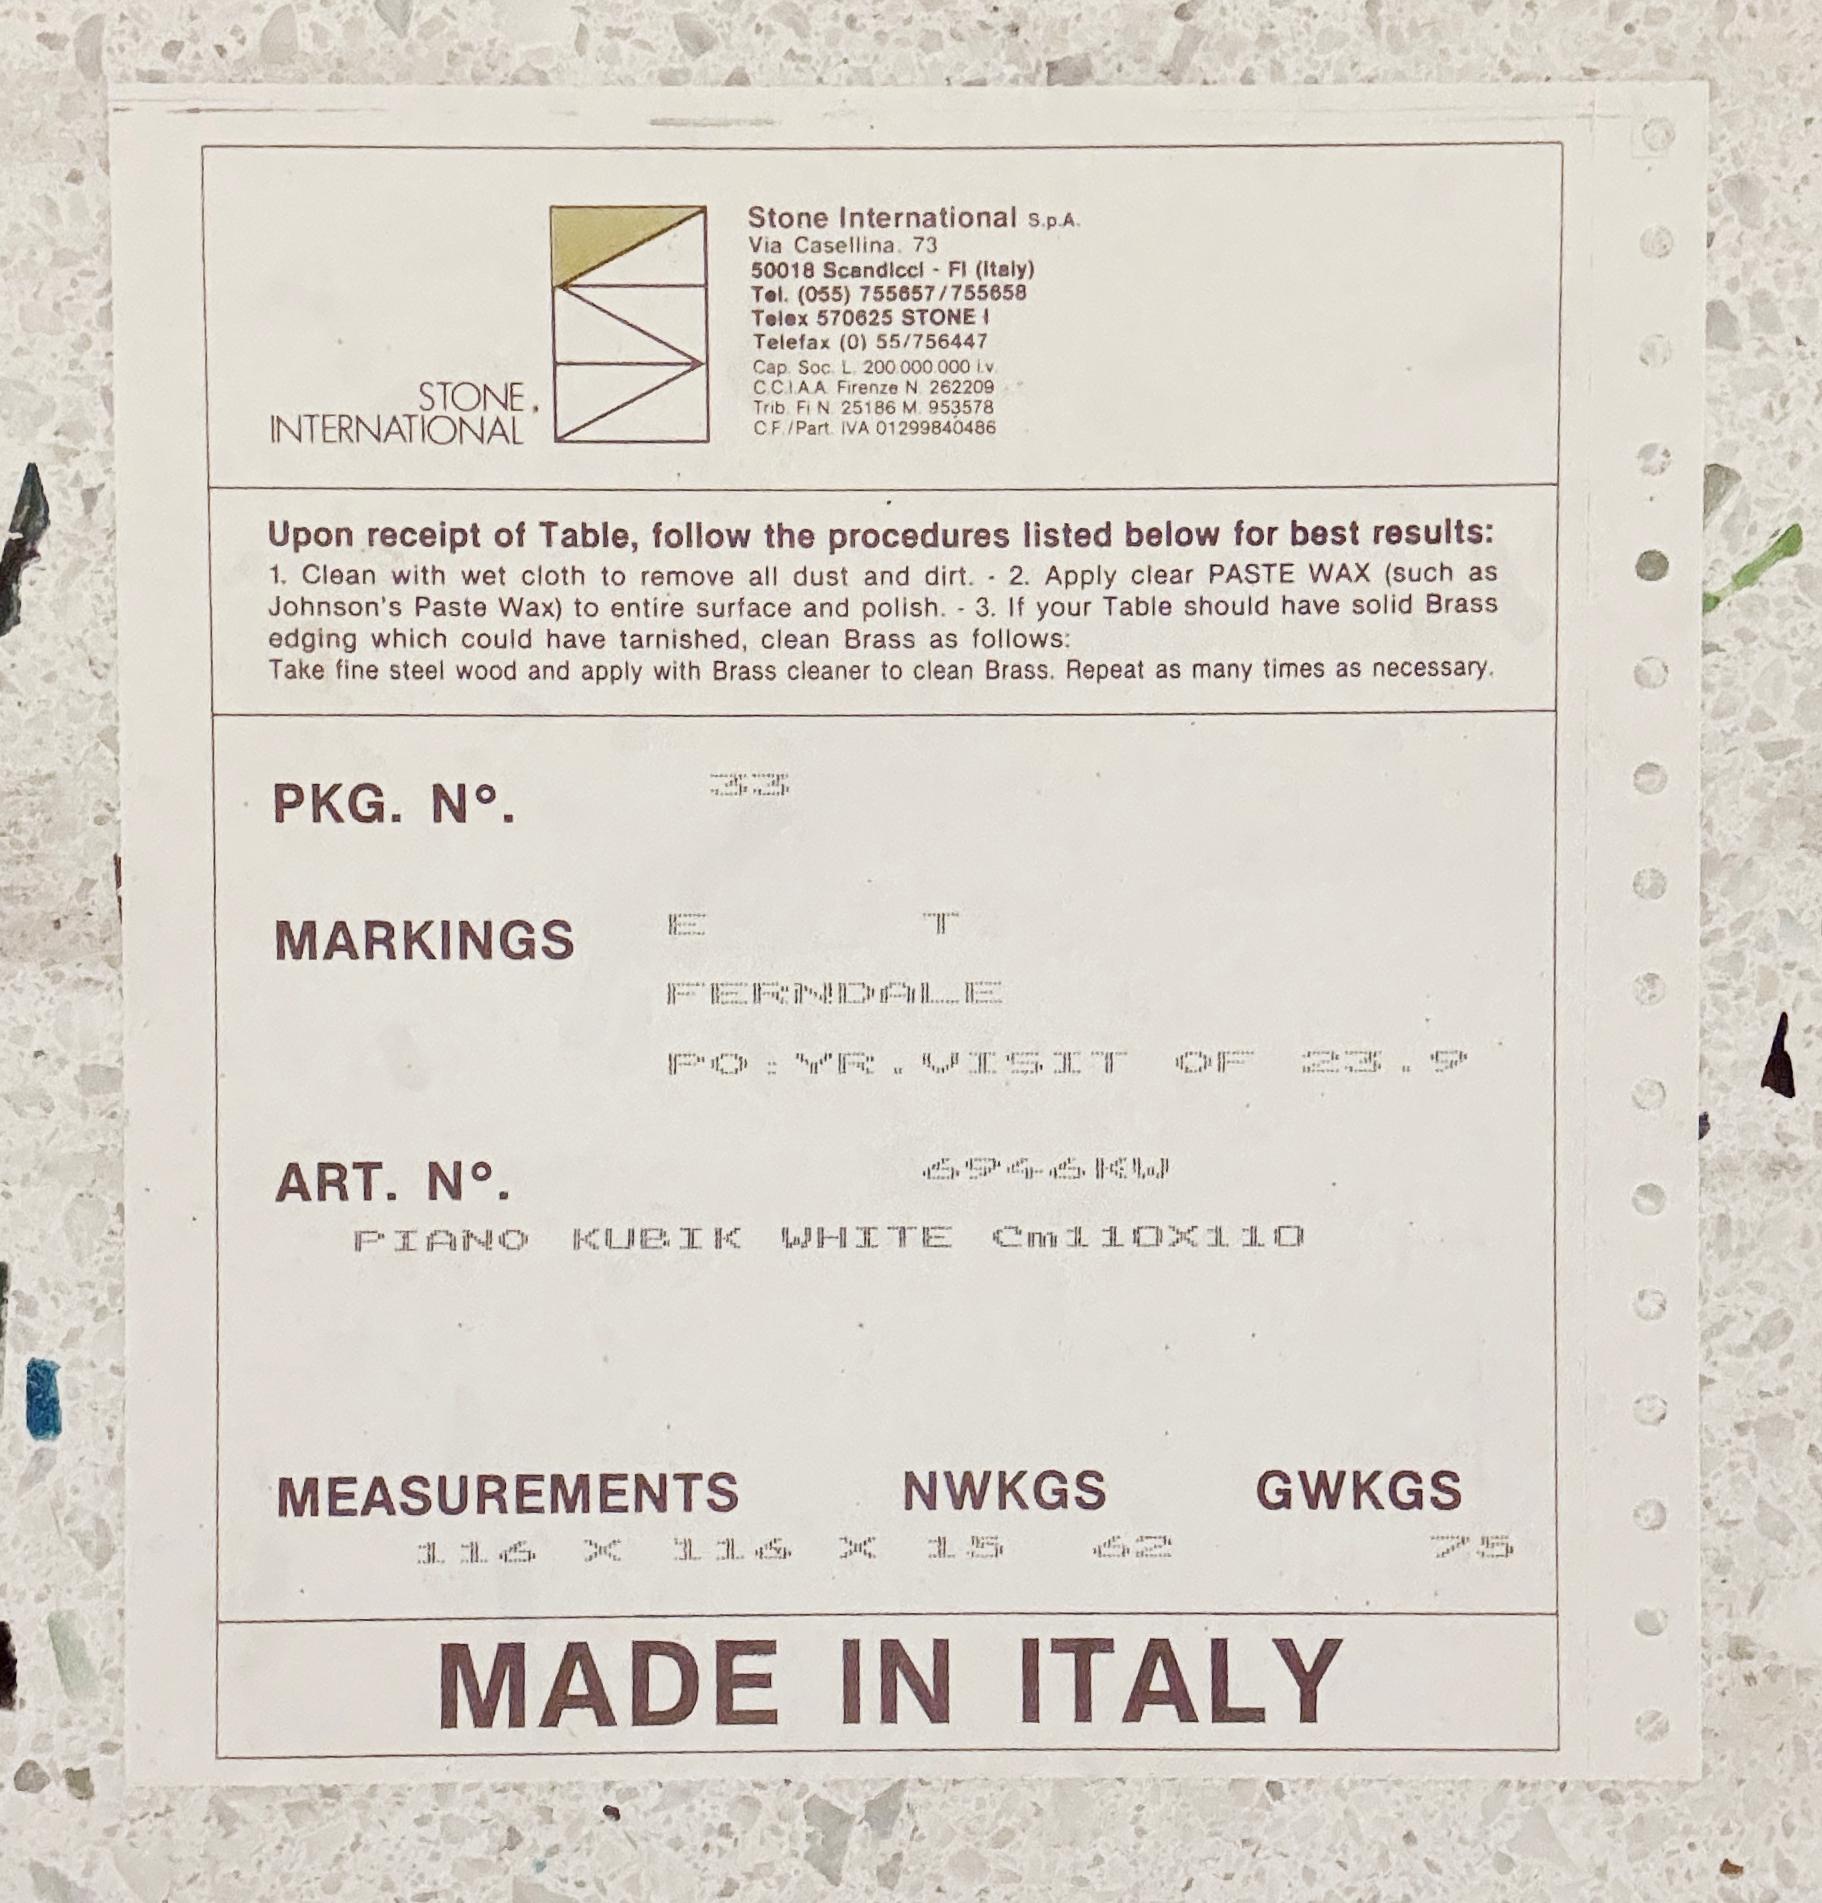 STONE
INTERNATIONAL
Stone International S.p.A.
Via Casellina. 73
50018 Scandicci - FI (Italy)
Tel. (055) 755657/755658
Telex 570625 STONE I
Telefax (0) 55/756447
Cap. Soc. L. 200.000.000 i.v.
C.C.I.A.A. Firenze N. 262209
Trib. Fi N. 25186 M. 953578
C.F./Part. IVA 01299840486
Upon receipt of Table, follow the procedures listed below for best results:
1. Clean with wet cloth to remove all dust and dirt. - 2. Apply clear PASTE WAX (such as
Johnson's Paste Wax) to entire surface and polish. - 3. If your Table should have solid Brass
edging which could have tarnished, clean Brass as follows:
Take fine steel wood and apply with Brass cleaner to clean Brass. Repeat as many times as necessary.
PKG. Nº. 33
MARKINGS E T
FERNDALE
PO:YR.VISIT OF 23.9
ART. Nº. 6946KW
PIANO KUBIK WHITE Cm110X110
MEASUREMENTS NWKGS GWKGS
116 X 116 X 15 62 75
MADE IN ITALY